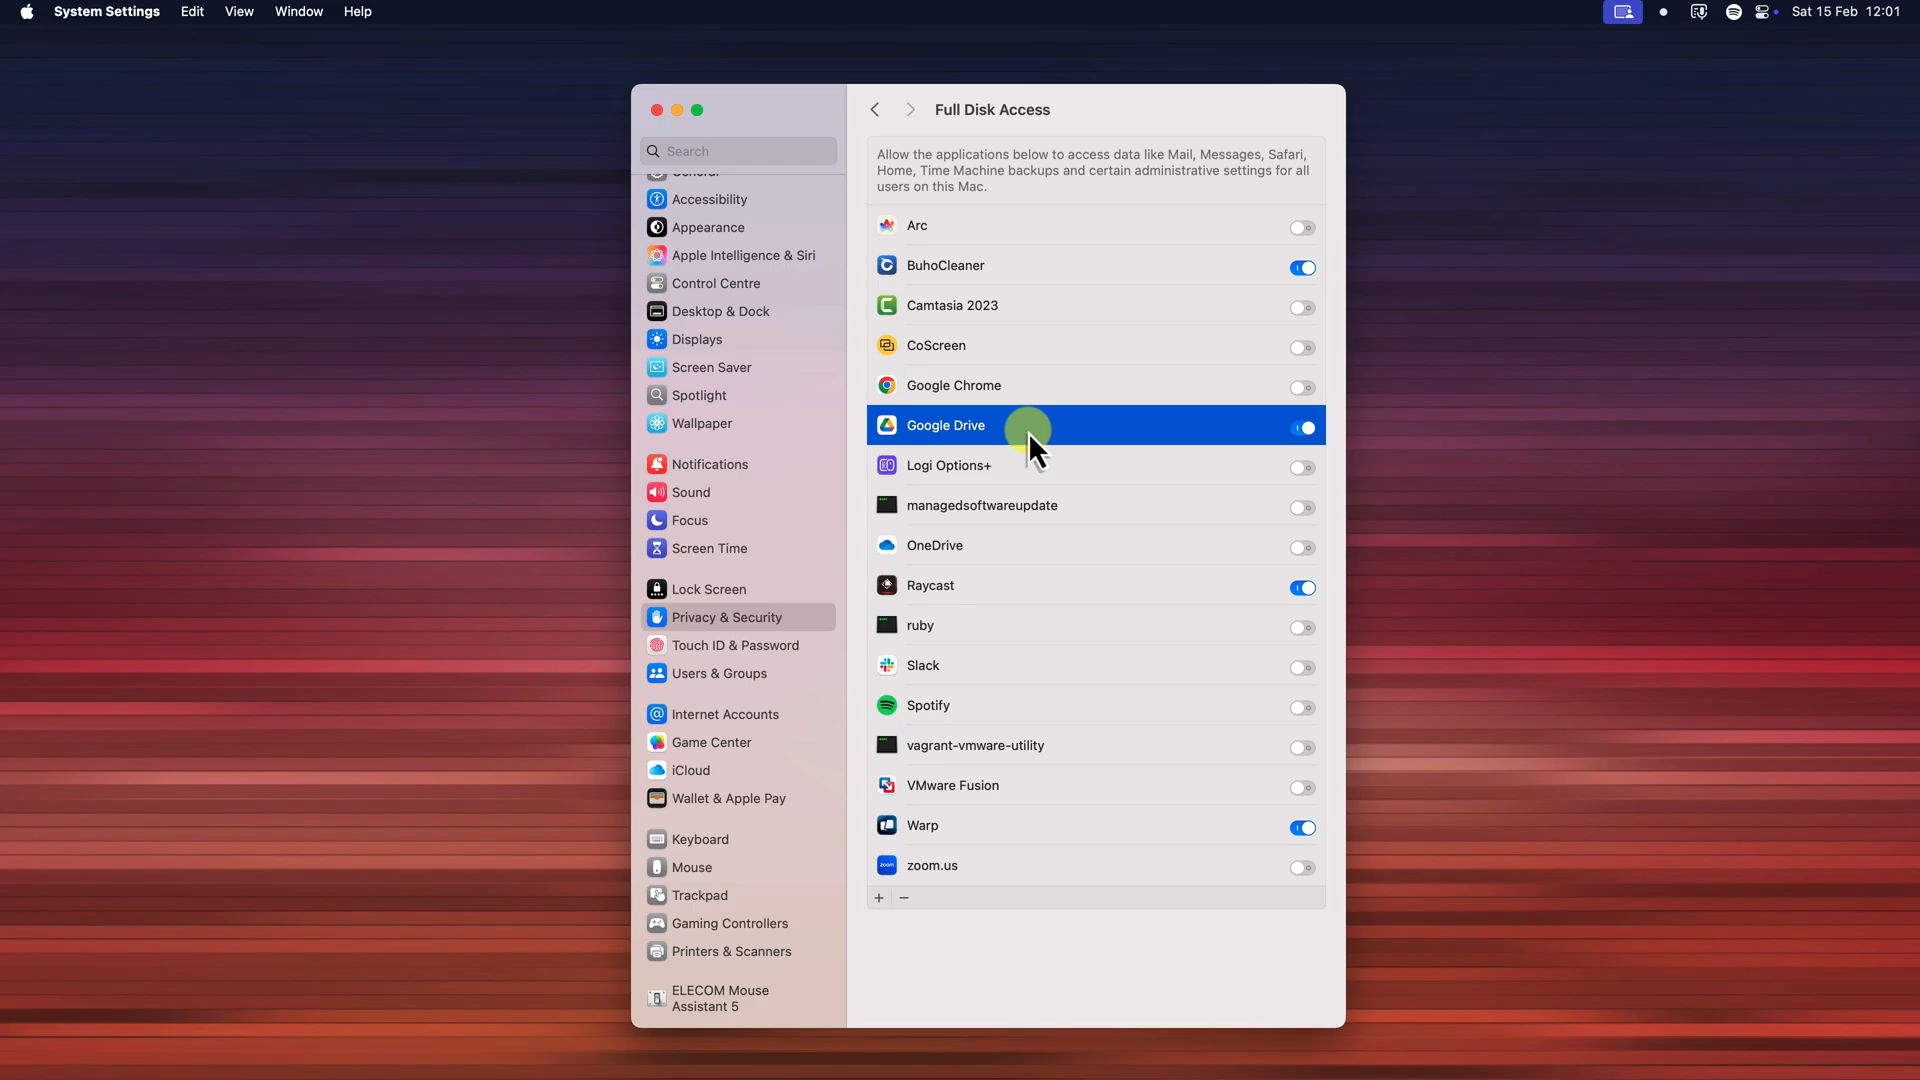 System Settings Edit View Window Help
Sat 15 Feb 12:01
Search
General
Accessibility
Appearance
Apple Intelligence & Siri
Control Centre
Desktop & Dock
Displays
Screen Saver
Spotlight
Wallpaper
Notifications
Sound
Focus
Screen Time
Lock Screen
Privacy & Security
Touch ID & Password
Users & Groups
Internet Accounts
Game Center
iCloud
Wallet & Apple Pay
Keyboard
Mouse
Trackpad
Gaming Controllers
Printers & Scanners
ELECOM Mouse
Assistant 5
Full Disk Access
Allow the applications below to access data like Mail, Messages, Safari,
Home, Time Machine backups and certain administrative settings for all
users on this Mac.
Arc
BuhoCleaner
Camtasia 2023
CoScreen
Google Chrome
Google Drive
Logi Options+
managedsoftwareupdate
OneDrive
Raycast
ruby
Slack
Spotify
vagrant-vmware-utility
VMware Fusion
Warp
zoom zoom.us
+ −